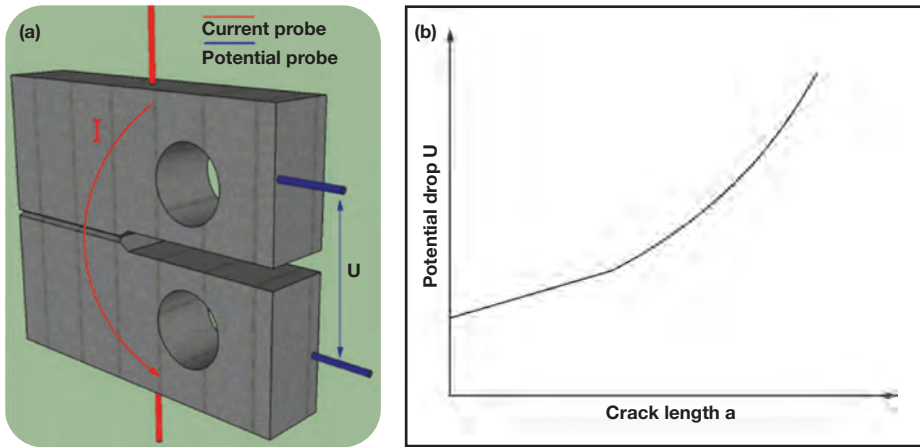 (a)
Current probe
Potential probe
I
U
(b)
Potential drop U
Crack length a